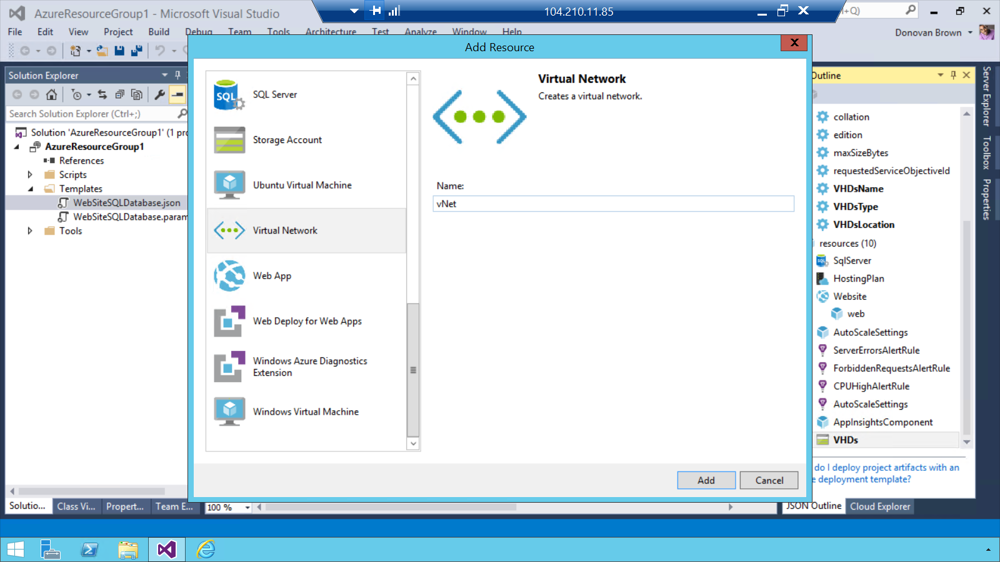 AzureResourceGroup1 - Microsoft Visual Studio
104.210.11.85
File Edit View Project Build Debug Team Tools Architecture Test Analyze Window Help
Donovan Brown
Solution Explorer
Search Solution Explorer (Ctrl+;)
Solution 'AzureResourceGroup1' (1 pro
AzureResourceGroup1
References
Scripts
Templates
WebSiteSQLDatabase.json
WebSiteSQLDatabase.param
Tools
Solutio... Class Vi... Propert... Team E...
Add Resource
SQL
SQL Server
Storage Account
Ubuntu Virtual Machine
Virtual Network
Web App
Web Deploy for Web Apps
Windows Azure Diagnostics
Extension
Windows Virtual Machine
Virtual Network
Creates a virtual network.
Name:
vNet
Add Cancel
100 %
Outline
collation
edition
maxSizeBytes
requestedServiceObjectiveId
VHDsName
VHDsType
VHDsLocation
resources (10)
SqlServer
HostingPlan
Website
web
AutoScaleSettings
ServerErrorsAlertRule
ForbiddenRequestsAlertRule
CPUHighAlertRule
AutoScaleSettings
AppInsightsComponent
VHDs
do I deploy project artifacts with an
e deployment template?
JSON Outline Cloud Explorer
Server Explorer
Toolbox
Properties